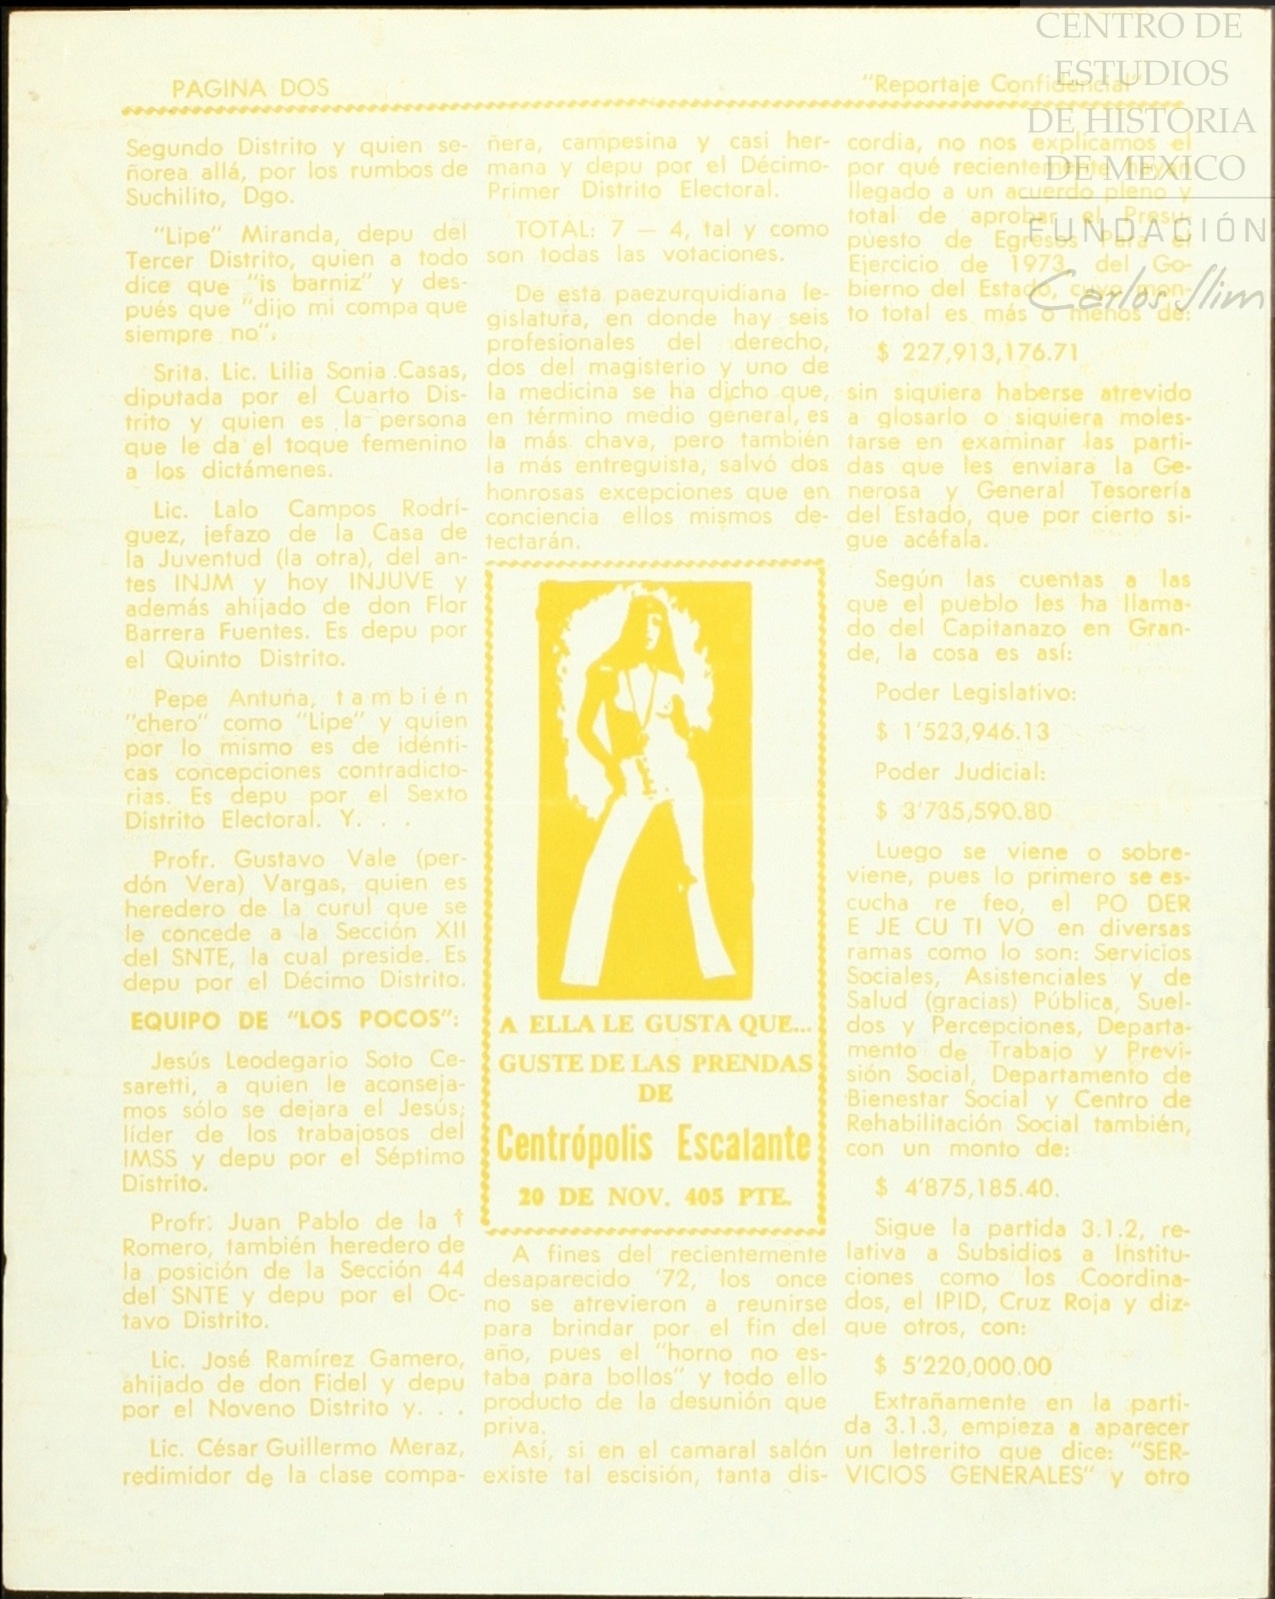 PAGINA DOS
"Reportaje Confidencial"
Segundo Distrito y quien se-
ñorea allá, por los rumbos de
Suchilito, Dgo.
"Lipe" Miranda, depu del
Tercer Distrito, quien a todo
dice que "is barniz" y des-
pués que "dijo mi compa que
siempre no".
Srita. Lic. Lilia Sonia Casas,
diputada por el Cuarto Dis-
trito y quien es la persona
que le da el toque femenino
a los dictámenes.
Lic. Lalo Campos Rodrí-
guez, jefazo de la Casa de
la Juventud (la otra), del an-
tes INJM y hoy INJUVE y
además ahijado de don Flor
Barrera Fuentes. Es depu por
el Quinto Distrito.
Pepe Antuna, también
"chero" como "Lipe" y quien
por lo mismo es de idénti-
cas concepciones contradicto-
rias. Es depu por el Sexto
Distrito Electoral. Y. . .
Profr. Gustavo Vale (per-
dón Vera) Vargas, quien es
heredero de la curul que se
le concede a la Sección XII
del SNTE, la cual preside. Es
depu por el Décimo Distrito.
EQUIPO DE "LOS POCOS":
Jesús Leodegario Soto Ce-
saretti, a quien le aconseja-
mos sólo se dejara el Jesús;
líder de los trabajosos del
IMSS y depu por el Séptimo
Distrito.
Profr. Juan Pablo de la †
Romero, también heredero de
la posición de la Sección 44
del SNTE y depu por el Oc-
tavo Distrito.
Lic. José Ramírez Gamero,
ahijado de don Fidel y depu
por el Noveno Distrito y. . .
Lic. César Guillermo Meraz,
redimidor de la clase compa-
ñera, campesina y casi her-
mana y depu por el Décimo-
Primer Distrito Electoral.
TOTAL: 7 — 4, tal y como
son todas las votaciones.
De esta paezurquidiana le-
gislatura, en donde hay seis
profesionales del derecho,
dos del magisterio y uno de
la medicina se ha dicho que,
en término medio general, es
la más chava, pero también
la más entreguista, salvó dos
honrosas excepciones que en
conciencia ellos mismos de-
tectarán.
A ELLA LE GUSTA QUE...
GUSTE DE LAS PRENDAS
DE
Centrópolis Escalante
20 DE NOV. 405 PTE.
A fines del recientemente
desaparecido '72, los once
no se atrevieron a reunirse
para brindar por el fin del
año, pues el "horno no es-
taba para bollos" y todo ello
producto de la desunión que
priva.
Así, si en el camaral salón
existe tal escisión, tanta dis-
cordia, no nos explicamos el
por qué recientemente hayan
llegado a un acuerdo pleno y
total de aprobar el Presu-
puesto de Egresos Para el
Ejercicio de 1973, del Go-
bierno del Estado, cuyo mon-
to total es más o menos de:
$ 227,913,176.71
sin siquiera haberse atrevido
a glosarlo o siquiera moles-
tarse en examinar las parti-
das que les enviara la Ge-
nerosa y General Tesorería
del Estado, que por cierto si-
gue acéfala.
Según las cuentas a las
que el pueblo les ha llama-
do del Capitanazo en Gran-
de, la cosa es así:
Poder Legislativo:
$ 1'523,946.13
Poder Judicial:
$ 3'735,590.80
Luego se viene o sobre-
viene, pues lo primero se es-
cucha re feo, el PO DER
E JE CU TI VO en diversas
ramas como lo son: Servicios
Sociales, Asistenciales y de
Salud (gracias) Pública, Suel-
dos y Percepciones, Departa-
mento de Trabajo y Previ-
sión Social, Departamento de
Bienestar Social y Centro de
Rehabilitación Social también,
con un monto de:
$ 4'875,185.40.
Sigue la partida 3.1.2, re-
lativa a Subsidios a Institu-
ciones como los Coordina-
dos, el IPID, Cruz Roja y diz-
que otros, con:
$ 5'220,000.00
Extrañamente en la parti-
da 3.1.3, empieza a aparecer
un letrerito que dice: "SER-
VICIOS GENERALES" y otro
CENTRO DE
ESTUDIOS
DE HISTORIA
DE MEXICO
FUNDACIÓN
Carlos Slim